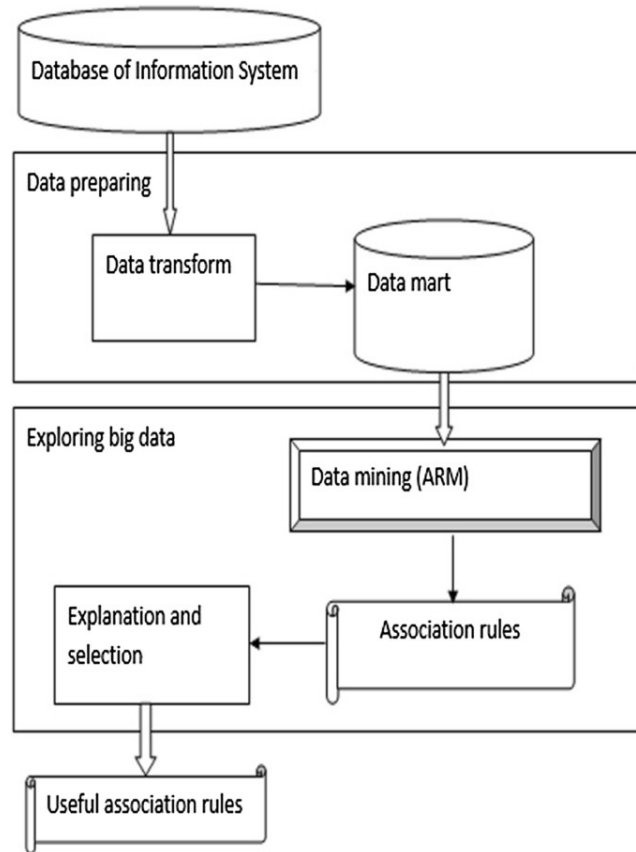 Database of Information System
Data preparing
Data transform
Data mart
Exploring big data
Data mining (ARM)
Association rules
Explanation and
selection
Useful association rules